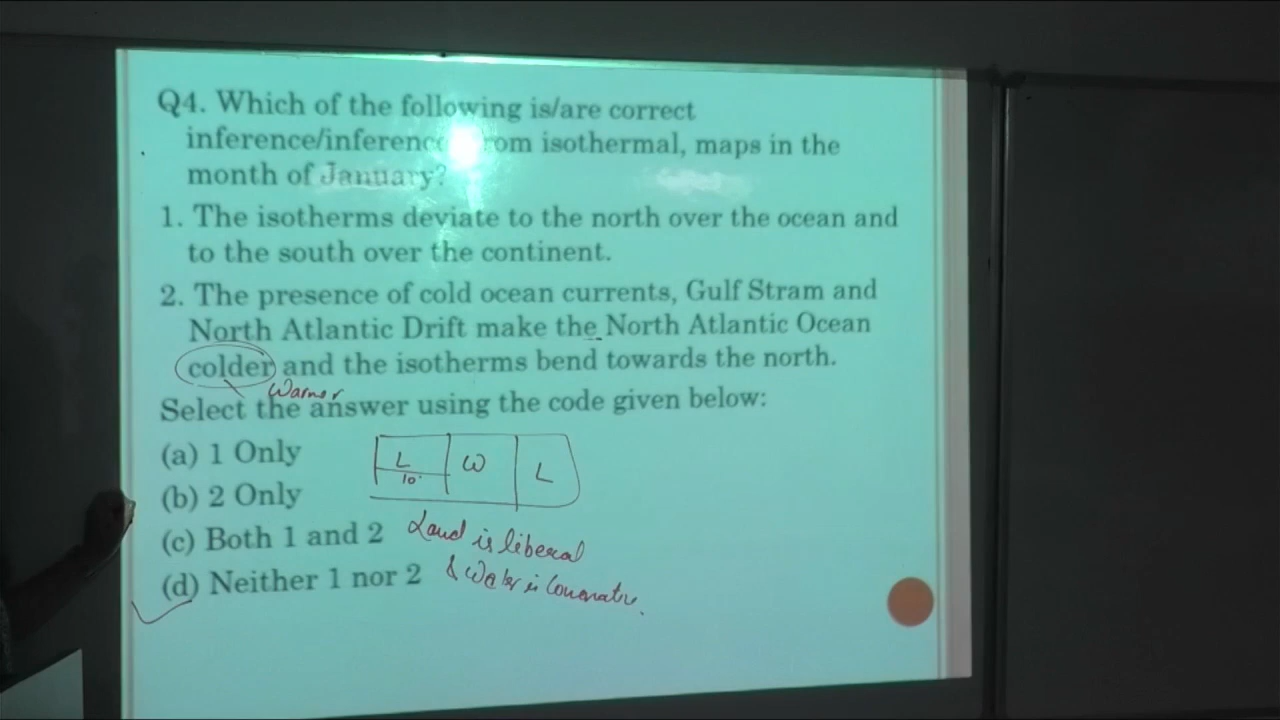 Q4. Which of the following is/are correct
inference/inferenc rom isothermal, maps in the
month of January?
1. The isotherms deviate to the north over the ocean and
to the south over the continent.
2. The presence of cold ocean currents, Gulf Stram and
North Atlantic Drift make the North Atlantic Ocean
colder and the isotherms bend towards the north.
Warmer
Select the answer using the code given below:
(a) 1 Only
L W L
10°
(b) 2 Only
(c) Both 1 and 2
Land is liberal
(d) Neither 1 nor 2
& Water is